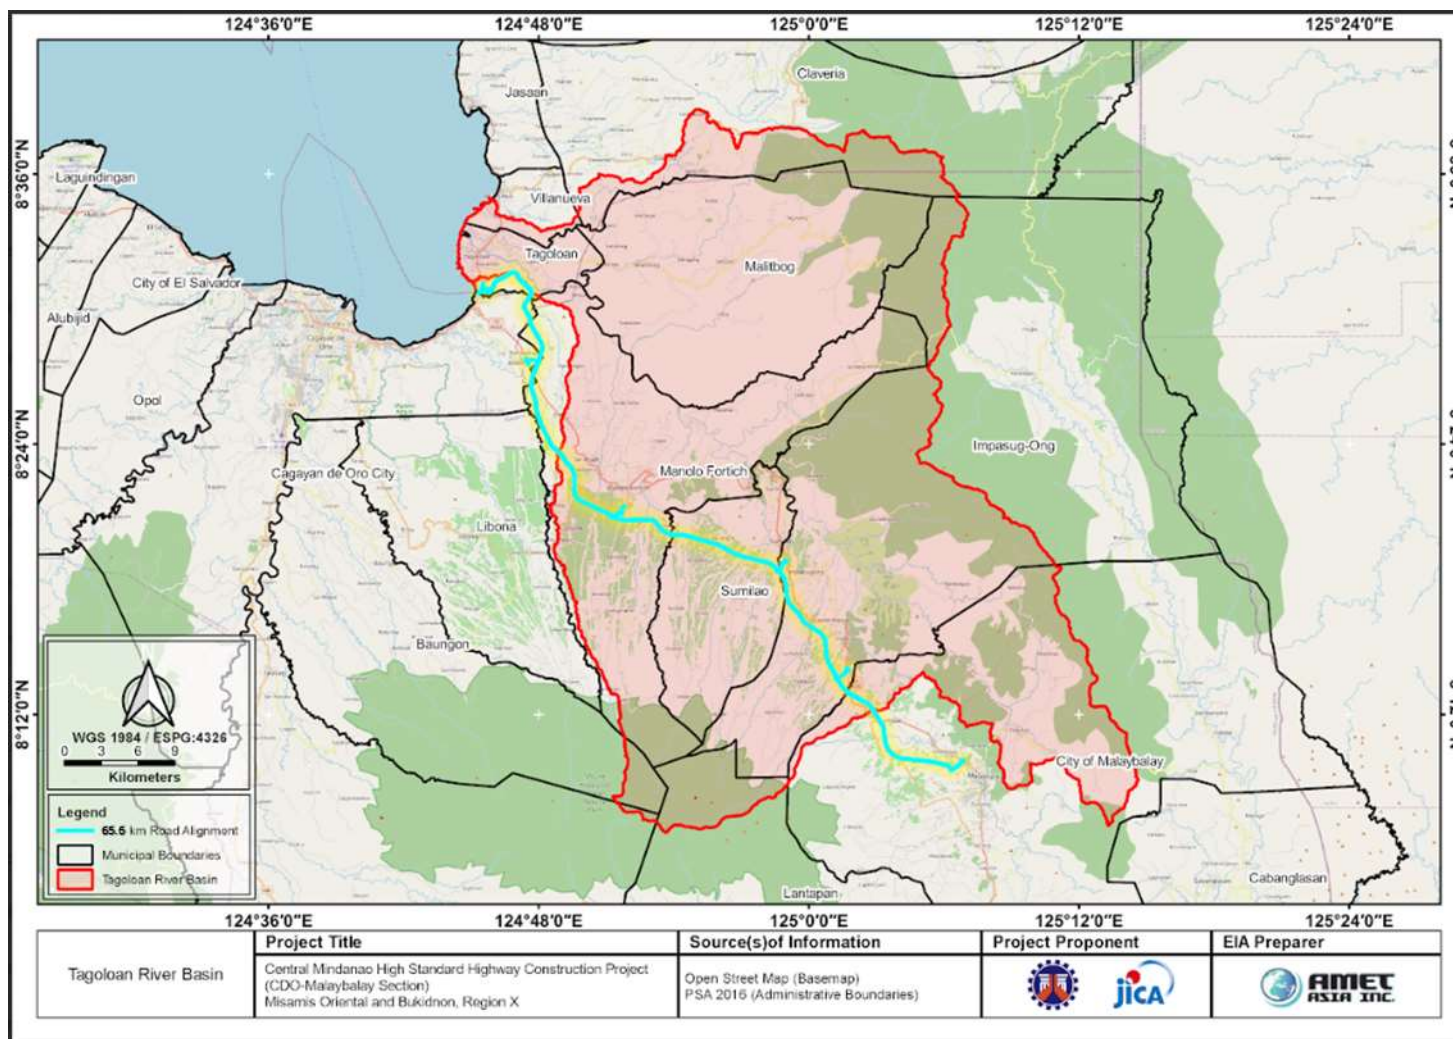 124°36'0"E 124°48'0"E 125°0'0"E 125°12'0"E 125°24'0"E
Claveria
Jasaan
8°36'0"N
Laguindingan
Villanueva
Tagoloan
Malitbog
City of El Salvador
Alubijid
Opol
8°24'0"N
Impasug-Ong
Manolo Fortich
Cagayan de Oro City
Libona
Sumilao
Baungon
8°12'0"N
City of Malaybalay
Cabanglasan
Lantapan
WGS 1984 / ESPG:4326
0 3 6 9
Kilometers
Legend
65.5 km Road Alignment
Municipal Boundaries
Tagoloan River Basin
124°36'0"E 124°48'0"E 125°0'0"E 125°12'0"E 125°24'0"E
Tagoloan River Basin
Project Title
Central Mindanao High Standard Highway Construction Project
(CDO-Malaybalay Section)
Misamis Oriental and Bukidnon, Region X
Source(s)of Information
Open Street Map (Basemap)
PSA 2016 (Administrative Boundaries)
Project Proponent
jICA
EIA Preparer
AMET
ASIA INC.